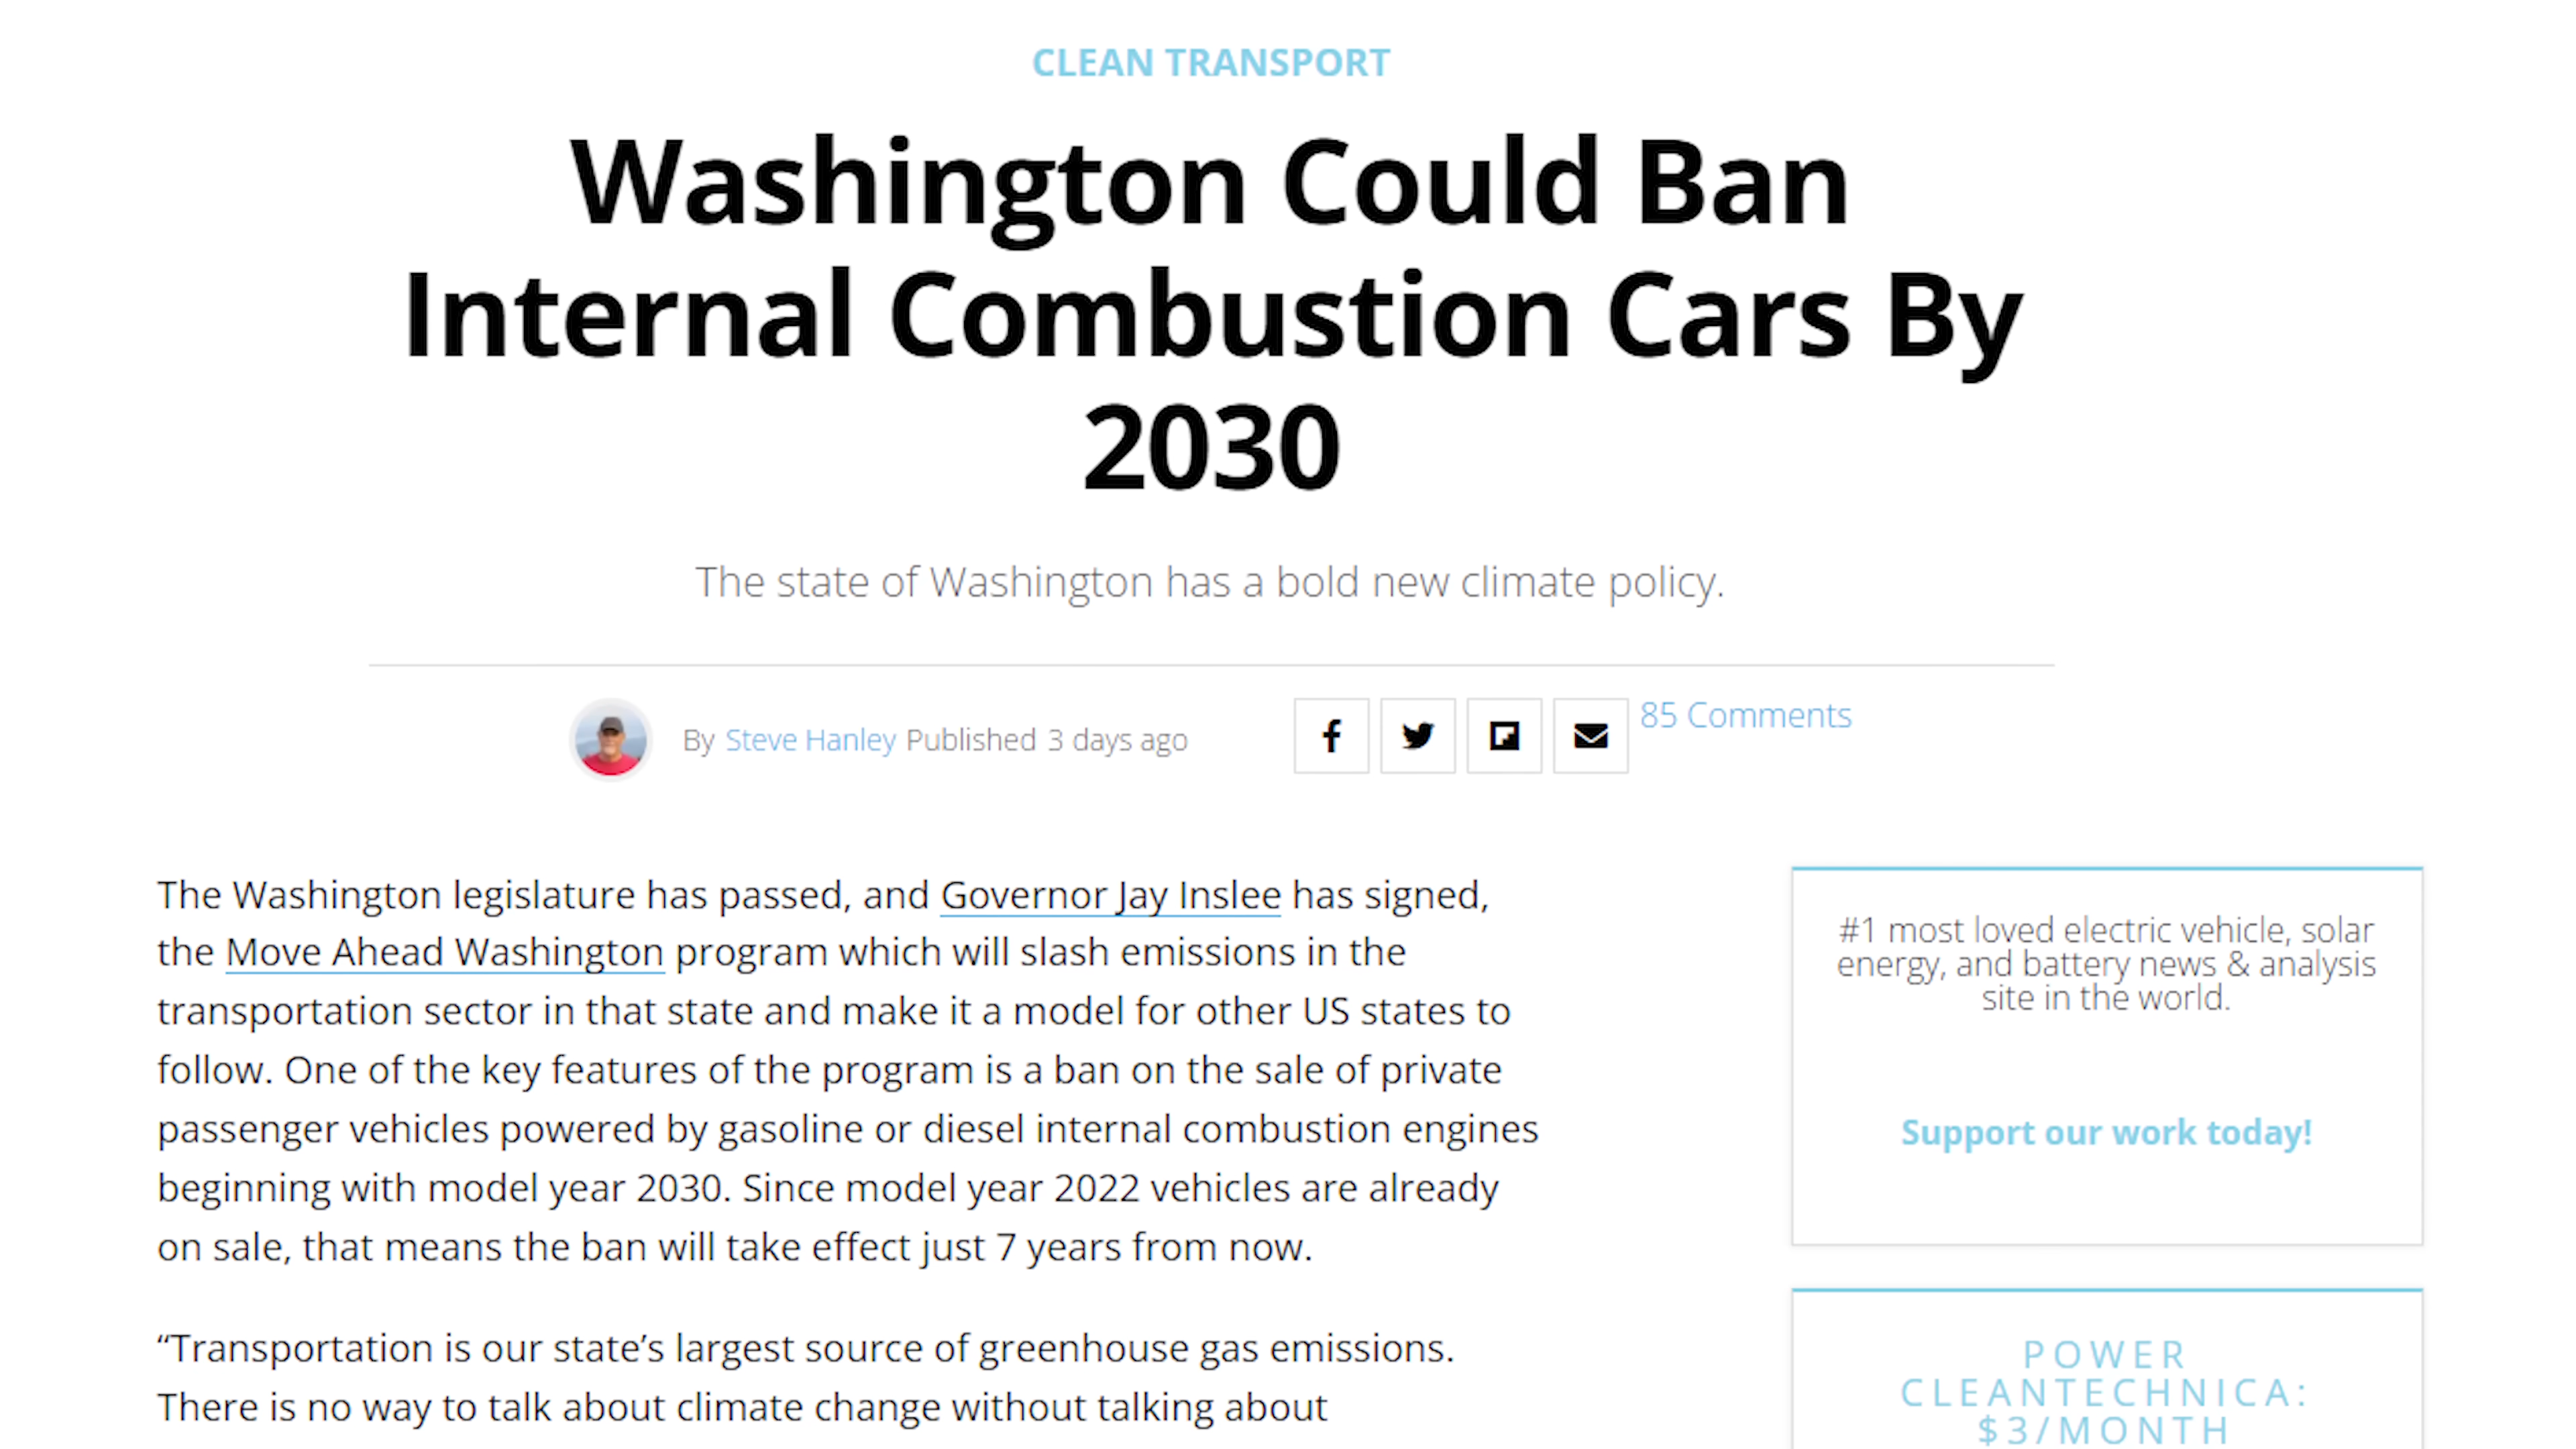 CLEAN TRANSPORT
Washington Could Ban
Internal Combustion Cars By
2030
The state of Washington has a bold new climate policy.
By Steve Hanley Published 3 days ago
85 Comments
The Washington legislature has passed, and Governor Jay Inslee has signed,
the Move Ahead Washington program which will slash emissions in the
transportation sector in that state and make it a model for other US states to
follow. One of the key features of the program is a ban on the sale of private
passenger vehicles powered by gasoline or diesel internal combustion engines
beginning with model year 2030. Since model year 2022 vehicles are already
on sale, that means the ban will take effect just 7 years from now.
“Transportation is our state’s largest source of greenhouse gas emissions.
There is no way to talk about climate change without talking about
#1 most loved electric vehicle, solar
energy, and battery news & analysis
site in the world.
Support our work today!
POWER
CLEANTECHNICA:
$3/MONTH